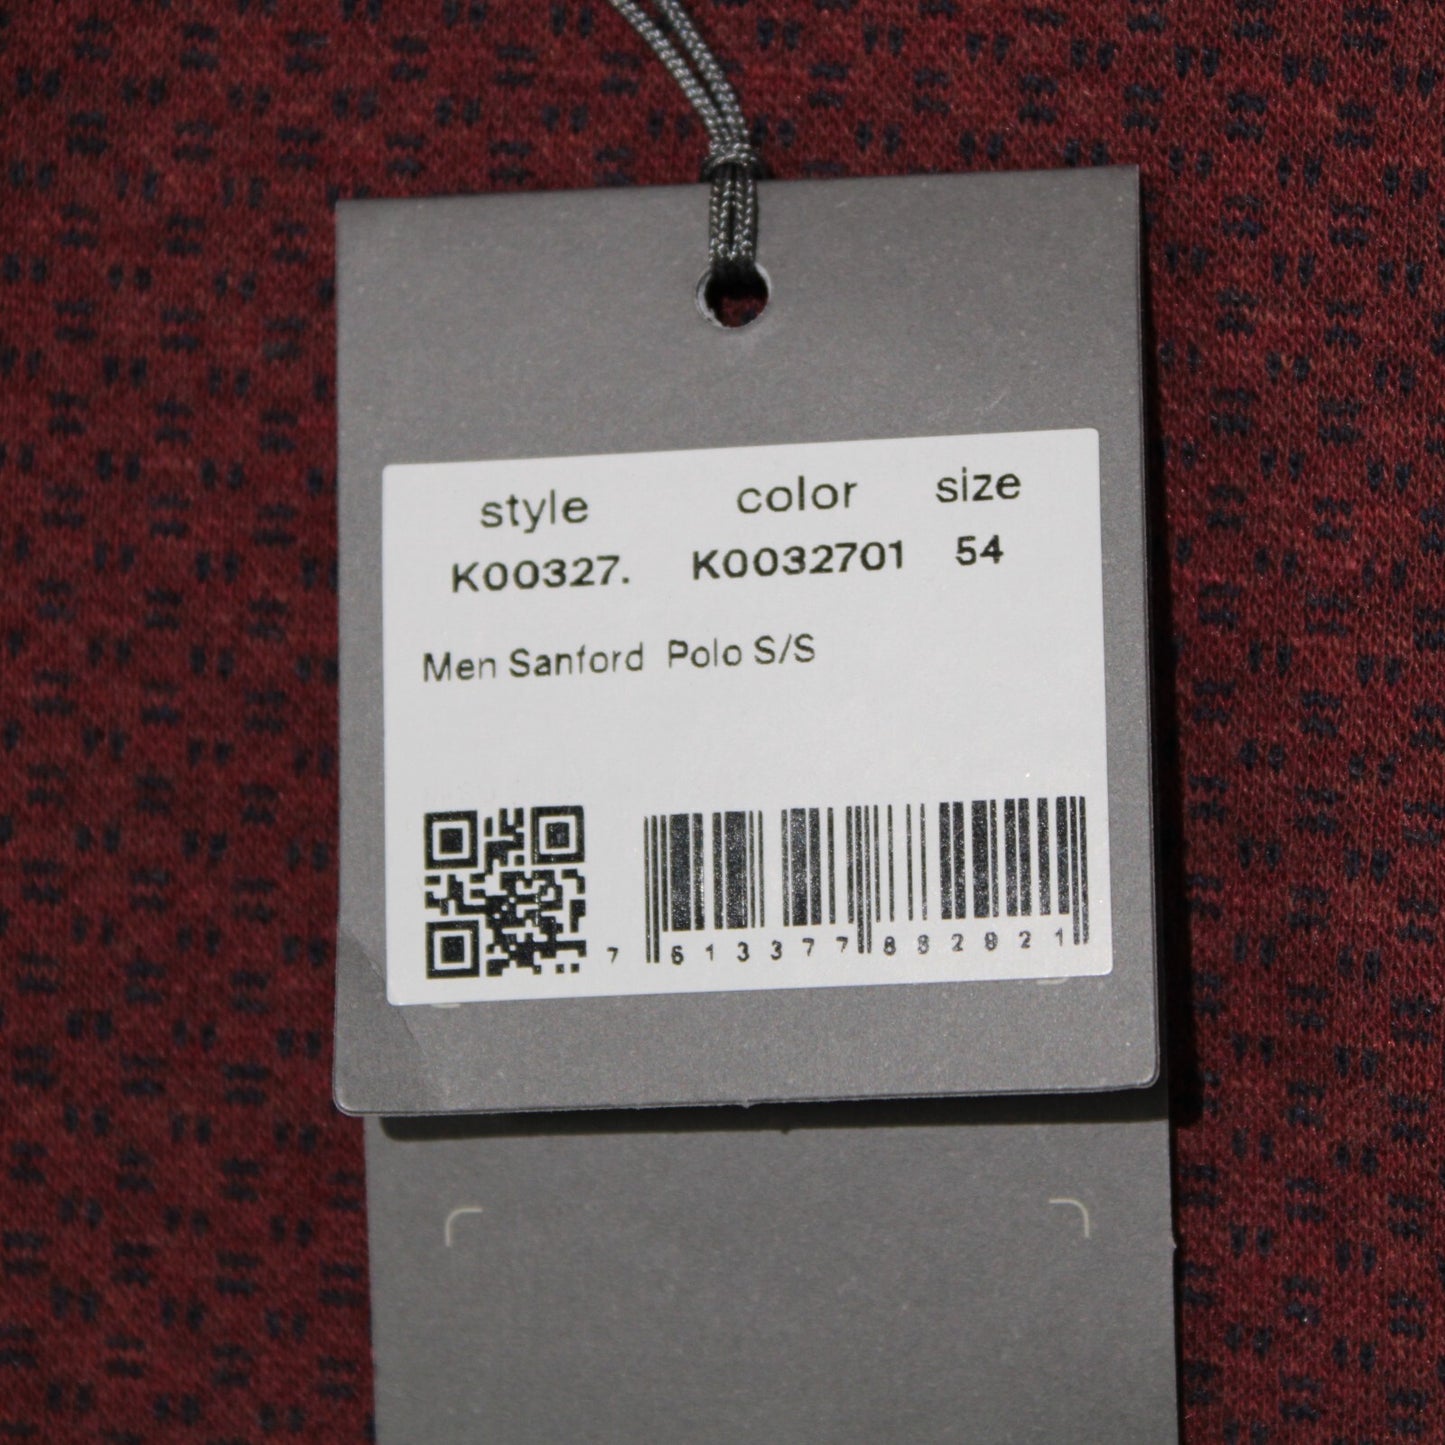 style color size
K00327. K0032701 54
Men Sanford Polo S/S
7 613377 882921